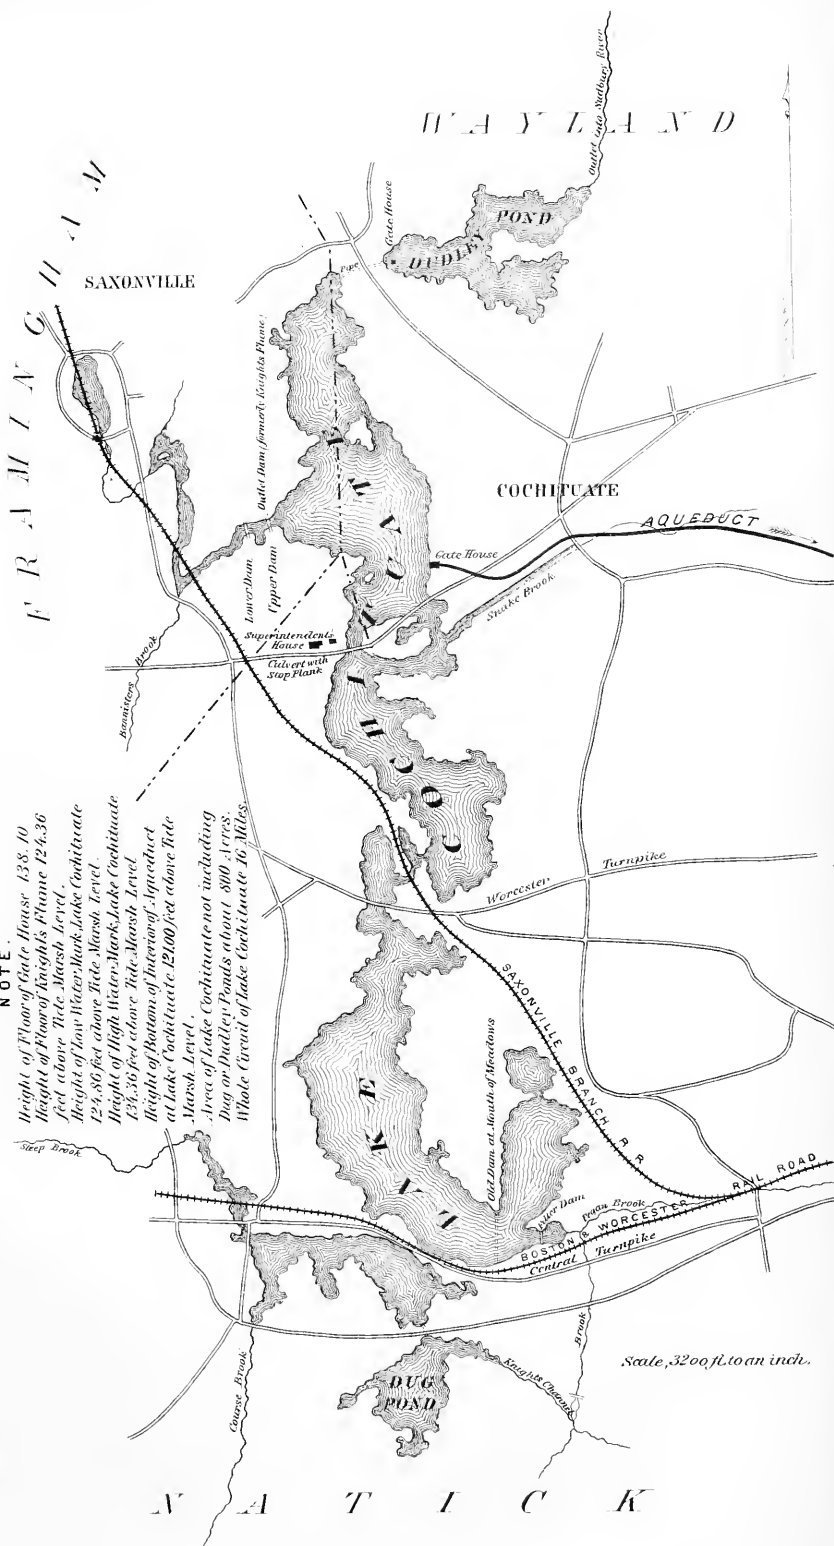 WAYLAND
Outlet into Sudbury River
FRAMINGHAM
SAXONVILLE
Gate House
Pipe
DUDLEY
POND
Outlet Dam (formerly Knights Flume)
COCHITUATE
AQUEDUCT
Gate House
Lower Dam
Upper Dam
Snake Brook
Superintendent's
House
Culvert with
Stop Plank
Bannisters Brook
LAKE COCHITUATE
NOTE.
Height of Floor of Gate House 138.10
Height of Floor of Knight's Flume 124.36
feet above Tide Marsh Level.
Height of Low Water Mark, Lake Cochituate
124.86 feet above Tide Marsh Level.
Height of High Water Mark, Lake Cochituate
134.36 feet above Tide Marsh Level
Height of Bottom of Interior of Aqueduct
at Lake Cochituate 121.00 feet above Tide
Marsh Level.
Area of Lake Cochituate not including
Dug or Dudley Ponds about 800 Acres.
Whole Circuit of Lake Cochituate 16 Miles.
Worcester Turnpike
SAXONVILLE BRANCH R R
Old Dam at Mouth of Meadows
Steep Brook
Filter Dam
Pegan Brook
BOSTON & WORCESTER RAIL ROAD
Central Turnpike
Brook
Course Brook
Knights Channel
DUG
POND
Scale, 3200 ft. to an inch.
NATICK